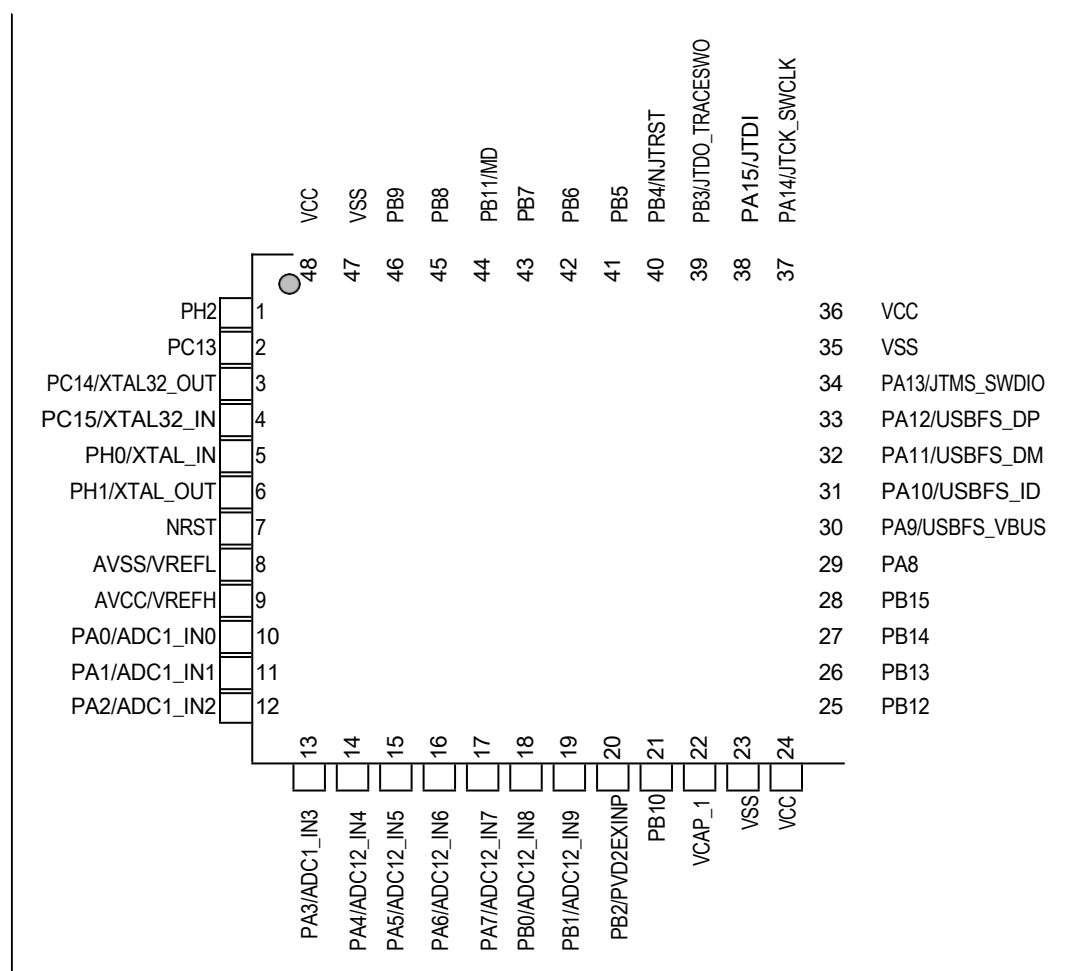 VCC
VSS
PB9
PB8
PB11/MD
PB7
PB6
PB5
PB4/NJTRST
PB3/JTDO_TRACESWO
PA15/JTDI
PA14/JTCK_SWCLK
48
47
46
45
44
43
42
41
40
39
38
37
PH2 1
PC13 2
PC14/XTAL32_OUT 3
PC15/XTAL32_IN 4
PH0/XTAL_IN 5
PH1/XTAL_OUT 6
NRST 7
AVSS/VREFL 8
AVCC/VREFH 9
PA0/ADC1_IN0 10
PA1/ADC1_IN1 11
PA2/ADC1_IN2 12
36 VCC
35 VSS
34 PA13/JTMS_SWDIO
33 PA12/USBFS_DP
32 PA11/USBFS_DM
31 PA10/USBFS_ID
30 PA9/USBFS_VBUS
29 PA8
28 PB15
27 PB14
26 PB13
25 PB12
13
14
15
16
17
18
19
20
21
22
23
24
PA3/ADC1_IN3
PA4/ADC12_IN4
PA5/ADC12_IN5
PA6/ADC12_IN6
PA7/ADC12_IN7
PB0/ADC12_IN8
PB1/ADC12_IN9
PB2/PVD2EXINP
PB10
VCAP_1
VSS
VCC